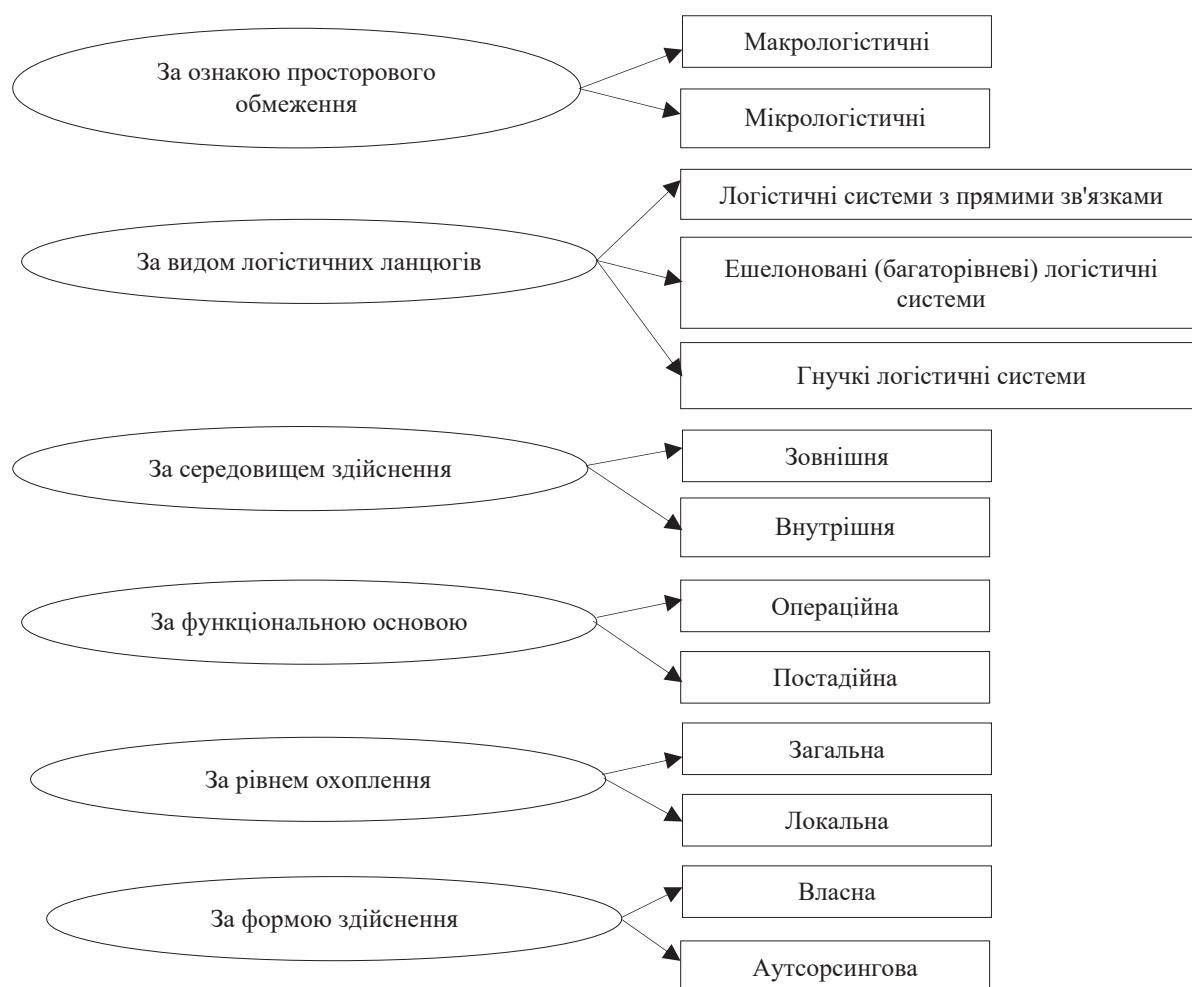 За ознакою просторового
обмеження
Макрологістичні
Мікрологістичні
За видом логістичних ланцюгів
Логістичні системи з прямими зв'язками
Ешелоновані (багаторівневі) логістичні
системи
Гнучкі логістичні системи
За середовищем здійснення
Зовнішня
Внутрішня
За функціональною основою
Операційна
Постадійна
За рівнем охоплення
Загальна
Локальна
За формою здійснення
Власна
Аутсорсингова